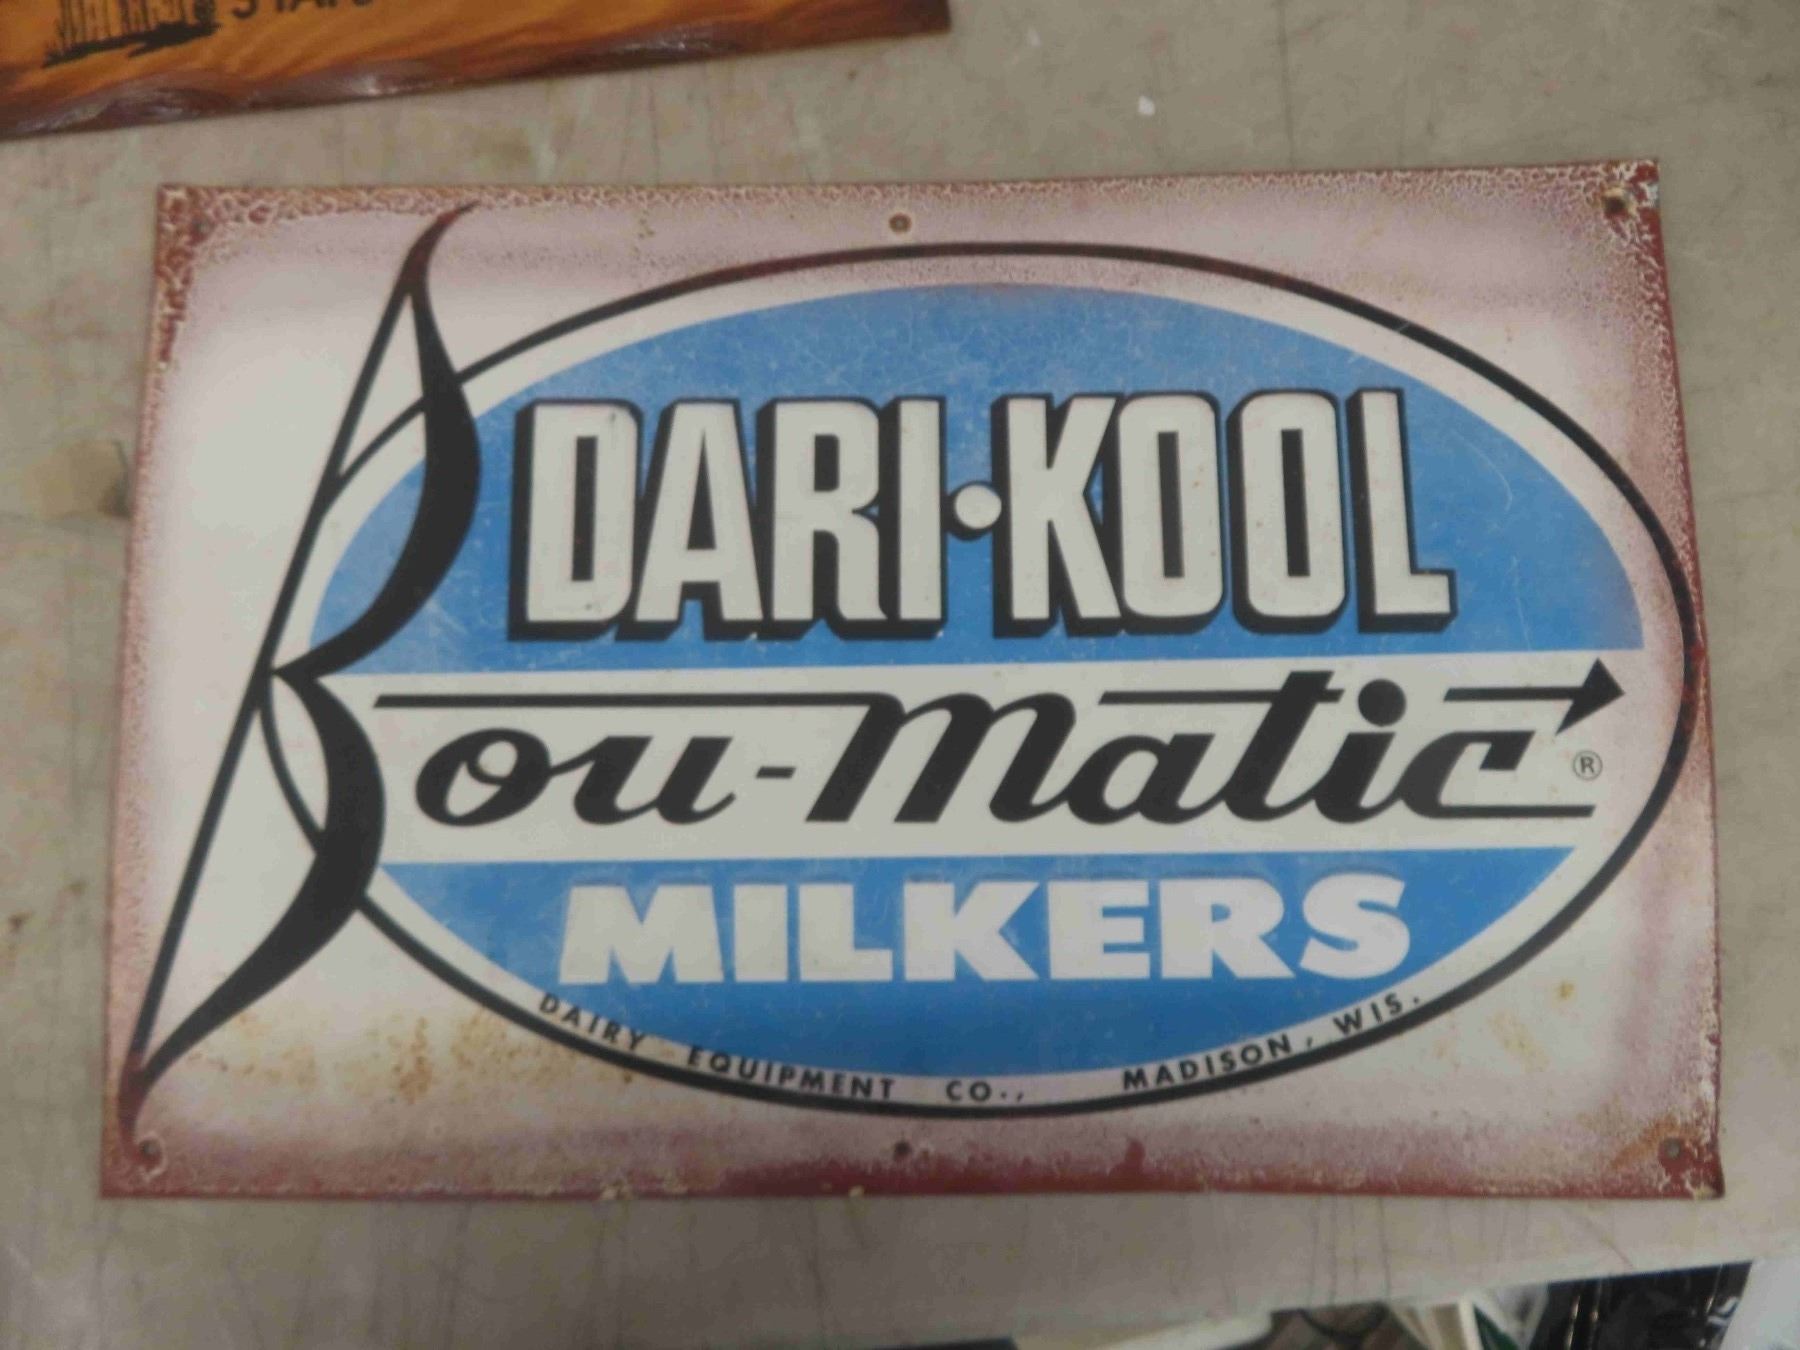 DARI·KOOL
Bou-Matic®
MILKERS
DAIRY EQUIPMENT CO., MADISON, WIS.